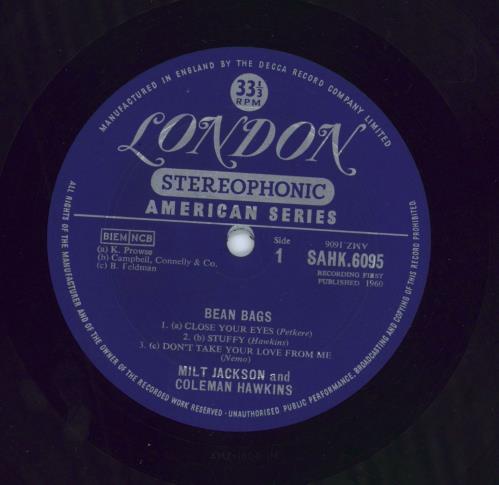 MANUFACTURED IN ENGLAND BY THE DECCA RECORD COMPANY LIMITED
33⅓
RPM
LONDON
STEREOPHONIC
AMERICAN SERIES
BIEM NCB
(a) K. Prowse
(b) Campbell, Connelly & Co.
(c) B. Feldman
Side
1
AMZ.1606
SAHK.6095
RECORDING FIRST
PUBLISHED 1960
BEAN BAGS
1. (a) CLOSE YOUR EYES (Petkere)
2. (b) STUFFY (Hawkins)
3. (c) DON'T TAKE YOUR LOVE FROM ME
(Nemo)
MILT JACKSON and
COLEMAN HAWKINS
ALL RIGHTS OF THE MANUFACTURER AND OF THE OWNER OF THE RECORDED WORK RESERVED · UNAUTHORISED PUBLIC PERFORMANCE, BROADCASTING AND COPYING OF THIS RECORD PROHIBITED.